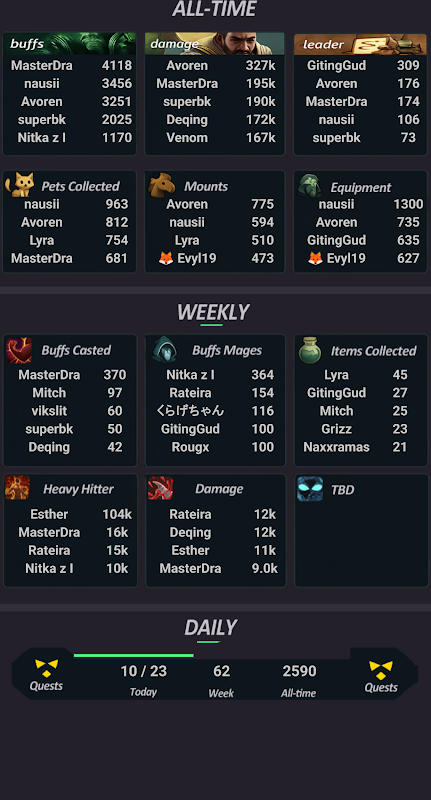 ALL-TIME
buffs
MasterDra 4118
nausii 3456
Avoren 3251
superbk 2025
Nitka z l 1170
damage
Avoren 327k
MasterDra 195k
superbk 190k
Deqing 172k
Venom 167k
leader
GitingGud 309
Avoren 176
MasterDra 174
nausii 106
superbk 73
Pets Collected
nausii 963
Avoren 812
Lyra 754
MasterDra 681
Mounts
Avoren 775
nausii 594
Lyra 510
🦊 Evyl19 473
Equipment
nausii 1300
Avoren 735
GitingGud 635
🦊 Evyl19 627
WEEKLY
Buffs Casted
MasterDra 370
Mitch 97
vikslit 60
superbk 50
Deqing 42
Buffs Mages
Nitka z l 364
Rateira 154
くらげちゃん 116
GitingGud 100
Rougx 100
Items Collected
Lyra 45
GitingGud 27
Mitch 25
Grizz 23
Naxxramas 21
Heavy Hitter
Esther 104k
MasterDra 16k
Rateira 15k
Nitka z l 10k
Damage
Rateira 12k
Deqing 12k
Esther 11k
MasterDra 9.0k
TBD
DAILY
Quests
10 / 23
Today
62
Week
2590
All-time
Quests